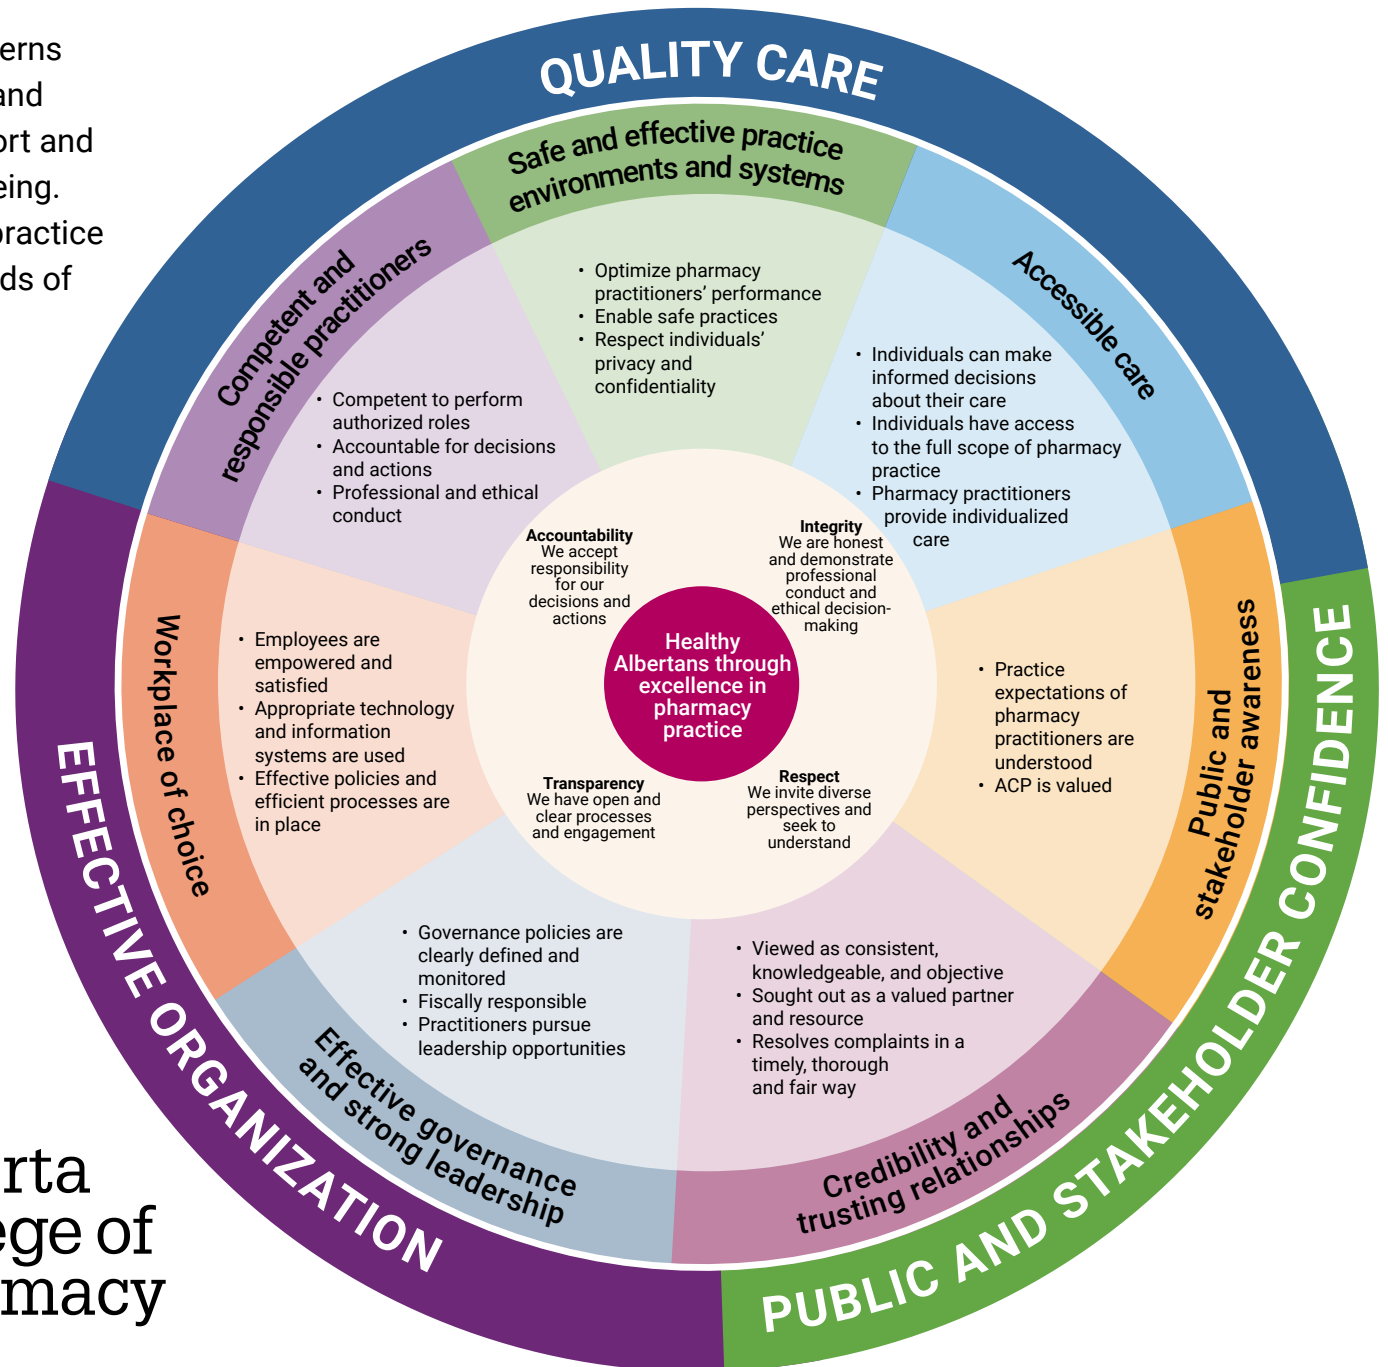 erns
and
ort and
eing.
practice
ds of
QUALITY CARE
Safe and effective practice
environments and systems
• Optimize pharmacy
practitioners’ performance
• Enable safe practices
• Respect individuals’
privacy and
confidentiality
Accessible care
• Individuals can make
informed decisions
about their care
• Individuals have access
to the full scope of pharmacy
practice
• Pharmacy practitioners
provide individualized
care
Competent and
responsible practitioners
• Competent to perform
authorized roles
• Accountable for decisions
and actions
• Professional and ethical
conduct
Accountability
We accept
responsibility
for our
decisions and
actions
Integrity
We are honest
and demonstrate
professional
conduct and
ethical decision-
making
Healthy
Albertans through
excellence in
pharmacy
practice
Transparency
We have open and
clear processes
and engagement
Respect
We invite diverse
perspectives and
seek to
understand
Workplace of choice
• Employees are
empowered and
satisfied
• Appropriate technology
and information
systems are used
• Effective policies and
efficient processes are
in place
Public and
stakeholder awareness
• Practice
expectations of
pharmacy
practitioners are
understood
• ACP is valued
Effective governance
and strong leadership
• Governance policies are
clearly defined and
monitored
• Fiscally responsible
• Practitioners pursue
leadership opportunities
Credibility and
trusting relationships
• Viewed as consistent,
knowledgeable, and objective
• Sought out as a valued partner
and resource
• Resolves complaints in a
timely, thorough
and fair way
EFFECTIVE ORGANIZATION
PUBLIC AND STAKEHOLDER CONFIDENCE
rta
ege of
macy